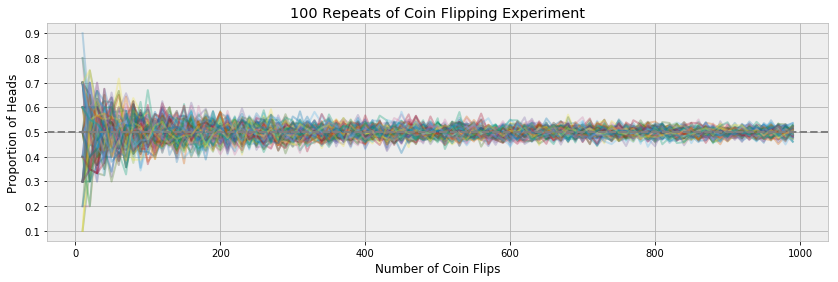 100 Repeats of Coin Flipping Experiment
Proportion of Heads
0.9
0.8
0.7
0.6
0.5
0.4
0.3
0.2
0.1
0 200 400 600 800 1000
Number of Coin Flips